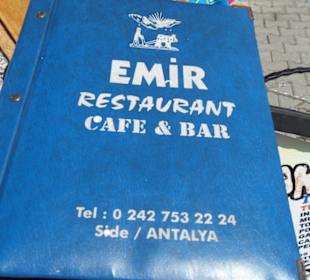 EMİR
RESTAURANT
CAFE & BAR
Tel : 0 242 753 22 24
Side / ANTALYA